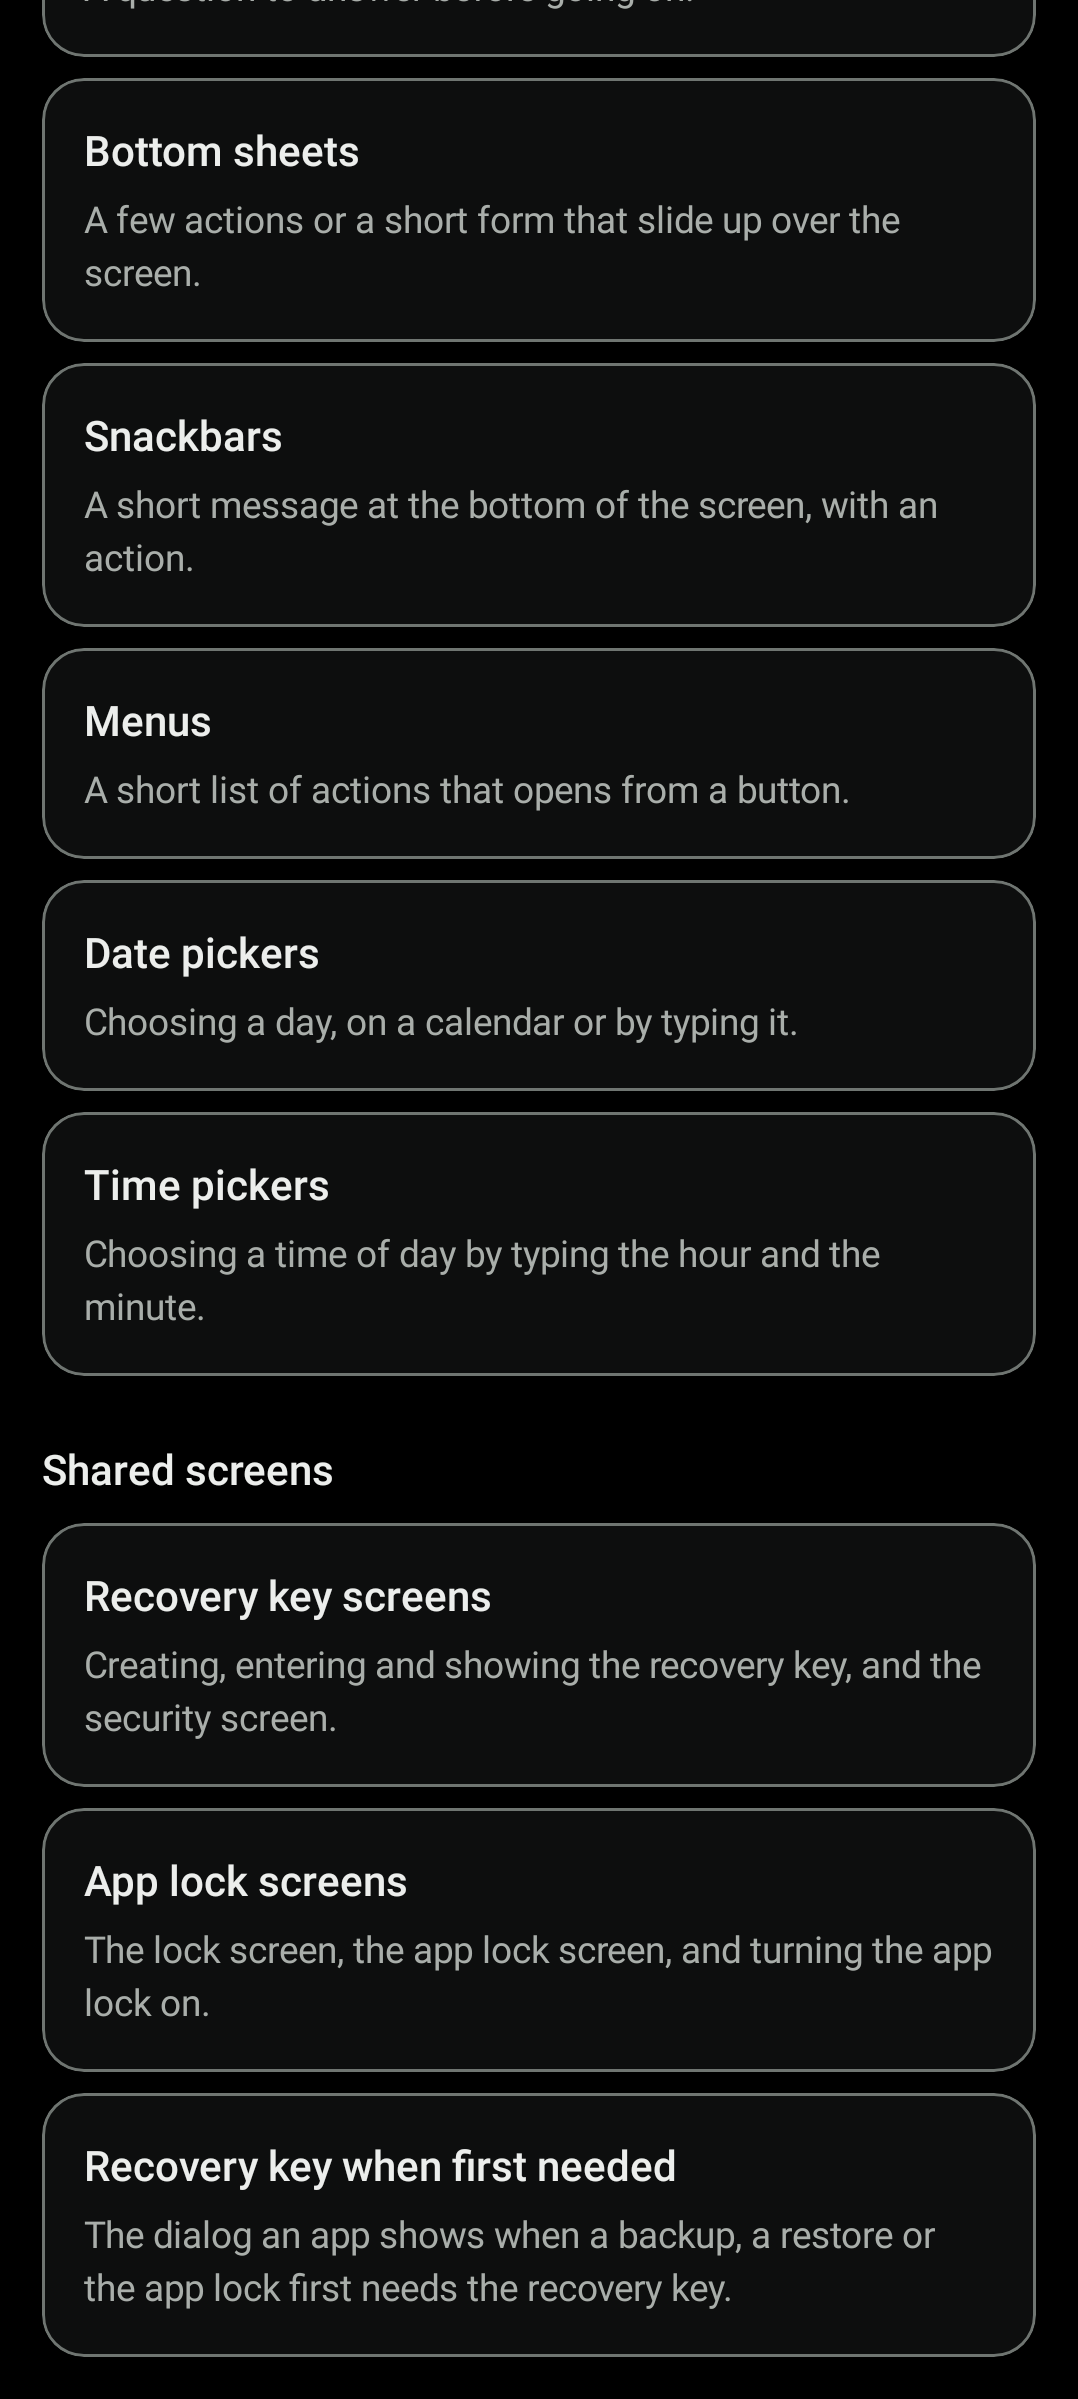 Bottom sheets
A few actions or a short form that slide up over the
screen.
Snackbars
A short message at the bottom of the screen, with an
action.
Menus
A short list of actions that opens from a button.
Date pickers
Choosing a day, on a calendar or by typing it.
Time pickers
Choosing a time of day by typing the hour and the
minute.
Shared screens
Recovery key screens
Creating, entering and showing the recovery key, and the
security screen.
App lock screens
The lock screen, the app lock screen, and turning the app
lock on.
Recovery key when first needed
The dialog an app shows when a backup, a restore or
the app lock first needs the recovery key.